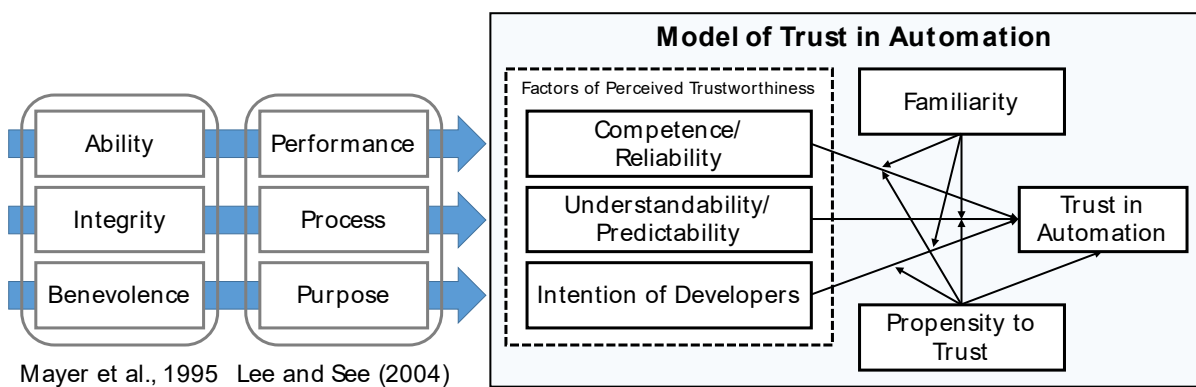 Model of Trust in Automation
Factors of Perceived Trustworthiness
Ability
Performance
Competence/
Reliability
Familiarity
Integrity
Process
Understandability/
Predictability
Trust in
Automation
Benevolence
Purpose
Intention of Developers
Propensity to
Trust
Mayer et al., 1995
Lee and See (2004)